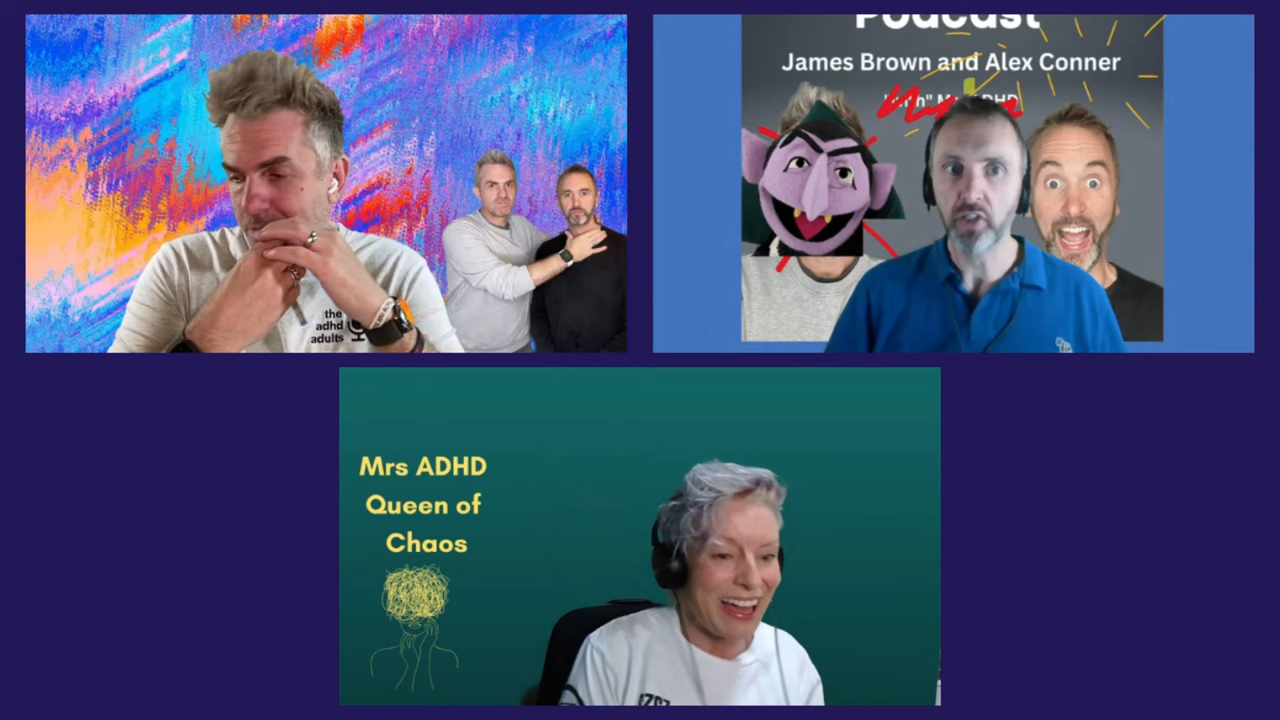 the
adhd
adults
Podcast
James Brown and Alex Conner
Mrs ADHD
Queen of
Chaos